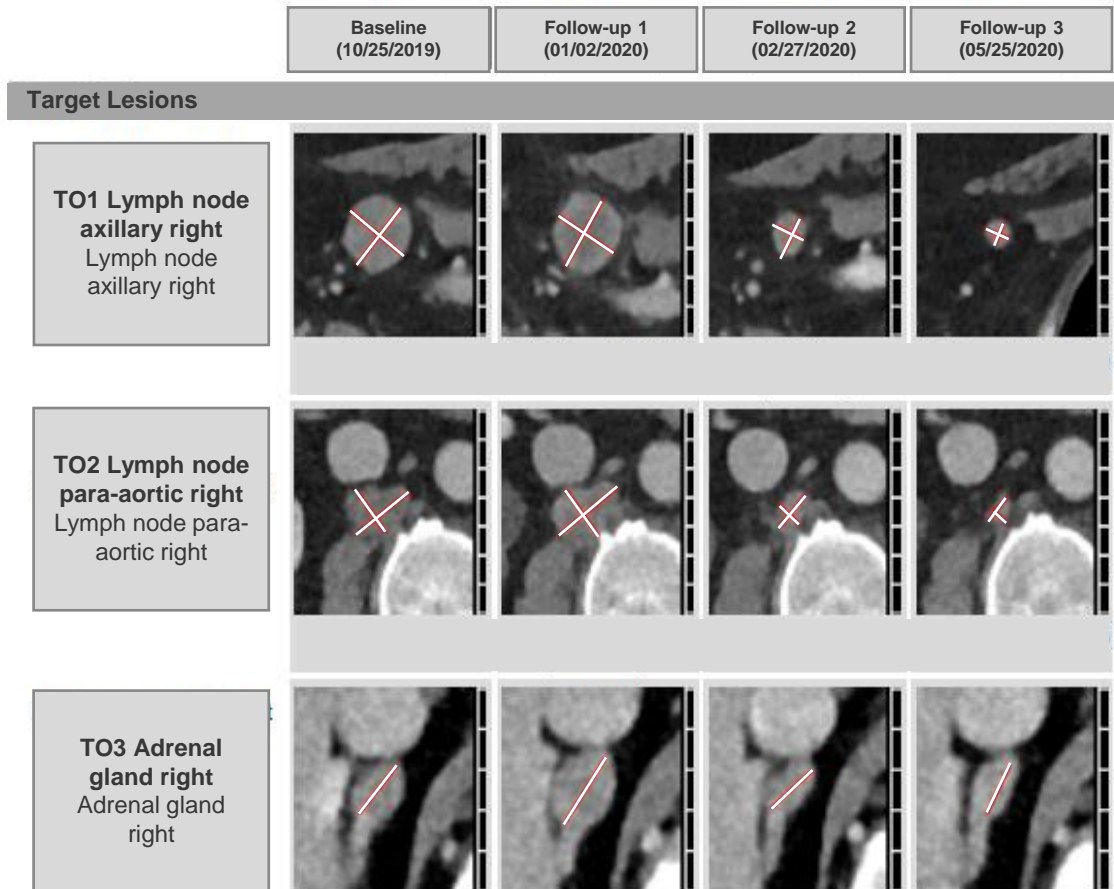 Baseline
(10/25/2019)
Follow-up 1
(01/02/2020)
Follow-up 2
(02/27/2020)
Follow-up 3
(05/25/2020)
Target Lesions
TO1 Lymph node
axillary right
Lymph node
axillary right
TO2 Lymph node
para-aortic right
Lymph node para-
aortic right
TO3 Adrenal
gland right
Adrenal gland
right